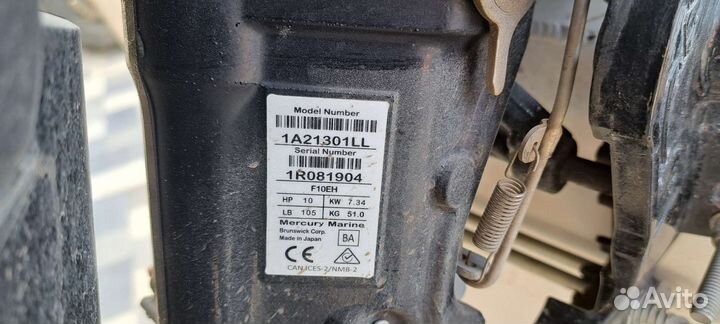 Model Number
1A21301LL
Serial Number
1R081904
F10EH
HP 10 KW 7.34
LB 105 KG 51.0
Mercury Marine
Brunswick Corp.
Made in Japan
BA
CE
CAN ICES-2/NMB-2
Avito